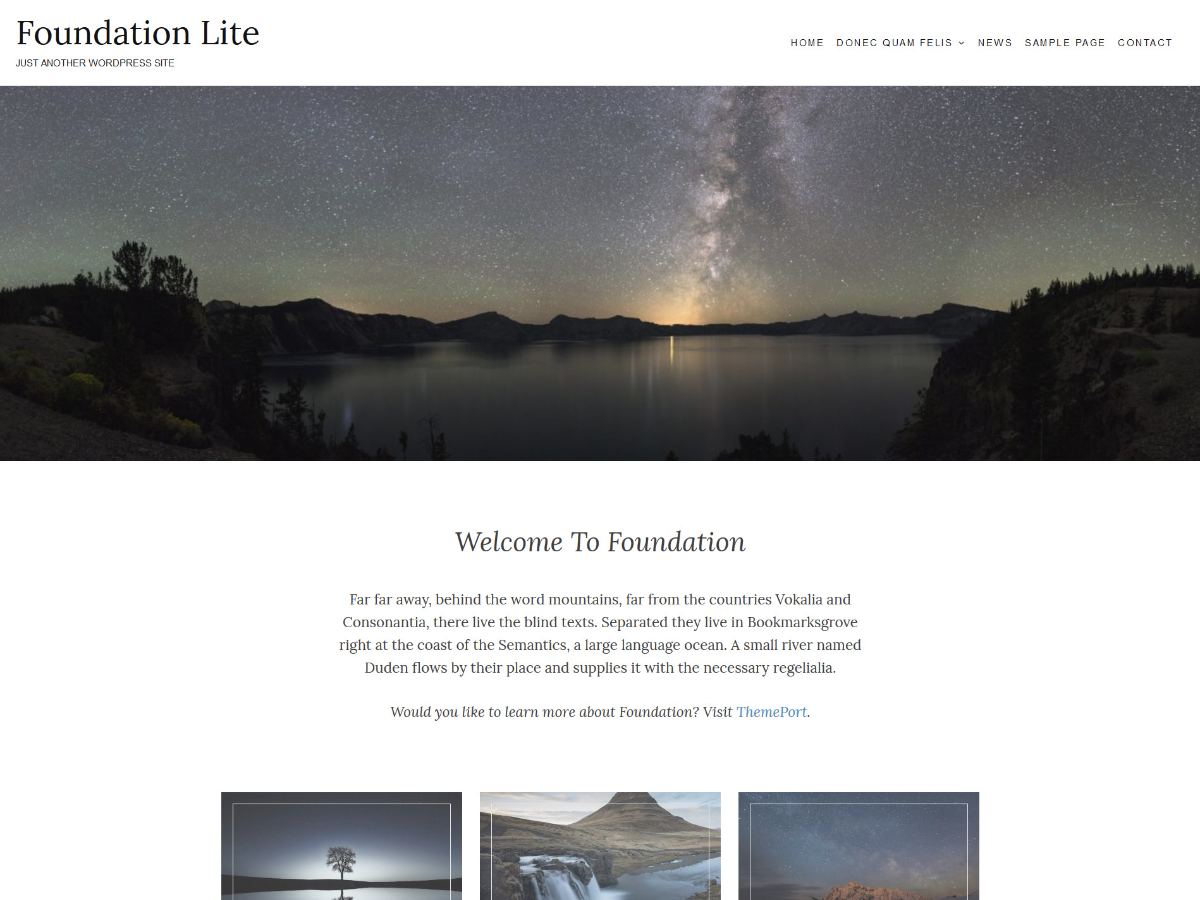 Foundation Lite
JUST ANOTHER WORDPRESS SITE
HOME DONEC QUAM FELIS NEWS SAMPLE PAGE CONTACT
Welcome To Foundation
Far far away, behind the word mountains, far from the countries Vokalia and
Consonantia, there live the blind texts. Separated they live in Bookmarksgrove
right at the coast of the Semantics, a large language ocean. A small river named
Duden flows by their place and supplies it with the necessary regelialia.
Would you like to learn more about Foundation? Visit ThemePort.